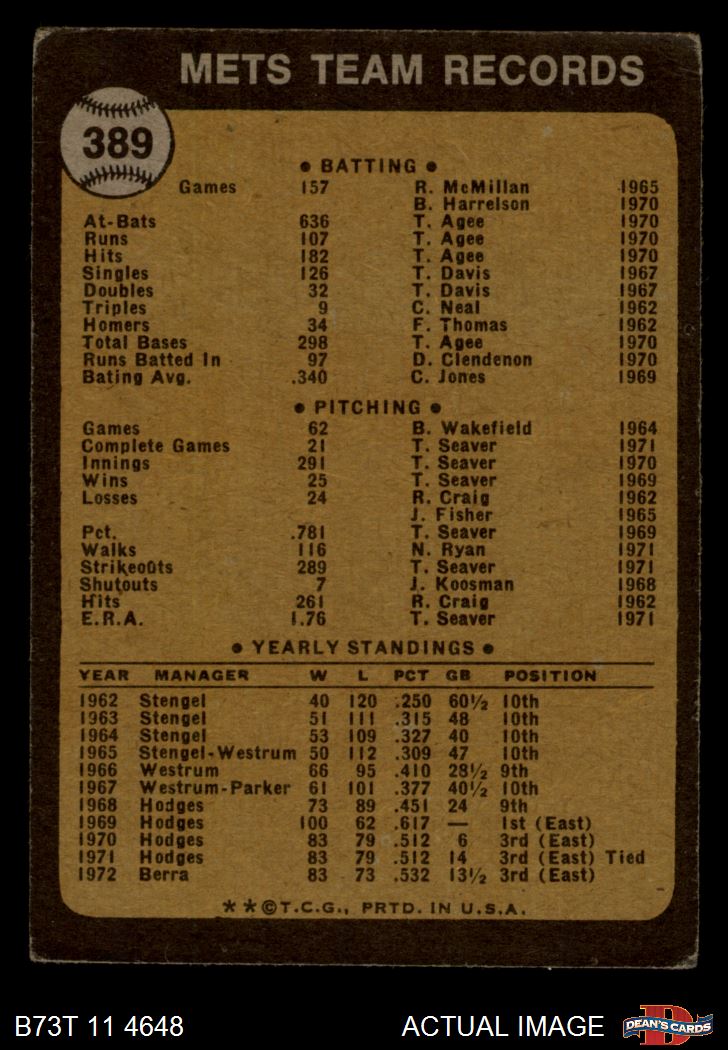 METS TEAM RECORDS
389
• BATTING •
Games 157 R. McMillan 1965
B. Harrelson 1970
At-Bats 636 T. Agee 1970
Runs 107 T. Agee 1970
Hits 182 T. Agee 1970
Singles 126 T. Davis 1967
Doubles 32 T. Davis 1967
Triples 9 C. Neal 1962
Homers 34 F. Thomas 1962
Total Bases 298 T. Agee 1970
Runs Batted In 97 D. Clendenon 1970
Bating Avg. .340 C. Jones 1969
• PITCHING •
Games 62 B. Wakefield 1964
Complete Games 21 T. Seaver 1971
Innings 291 T. Seaver 1970
Wins 25 T. Seaver 1969
Losses 24 R. Craig 1962
J. Fisher 1965
Pct. .781 T. Seaver 1969
Walks 116 N. Ryan 1971
Strikeouts 289 T. Seaver 1971
Shutouts 7 J. Koosman 1968
Hits 261 R. Craig 1962
E.R.A. 1.76 T. Seaver 1971
• YEARLY STANDINGS •
YEAR MANAGER W L PCT GB POSITION
1962 Stengel 40 120 .250 60½ 10th
1963 Stengel 51 111 .315 48 10th
1964 Stengel 53 109 .327 40 10th
1965 Stengel-Westrum 50 112 .309 47 10th
1966 Westrum 66 95 .410 28½ 9th
1967 Westrum-Parker 61 101 .377 40½ 10th
1968 Hodges 73 89 .451 24 9th
1969 Hodges 100 62 .617 — 1st (East)
1970 Hodges 83 79 .512 6 3rd (East)
1971 Hodges 83 79 .512 14 3rd (East) Tied
1972 Berra 83 73 .532 13½ 3rd (East)
**©T.C.G., PRTD. IN U.S.A.
B73T 11 4648 ACTUAL IMAGE
DEAN'S CARDS